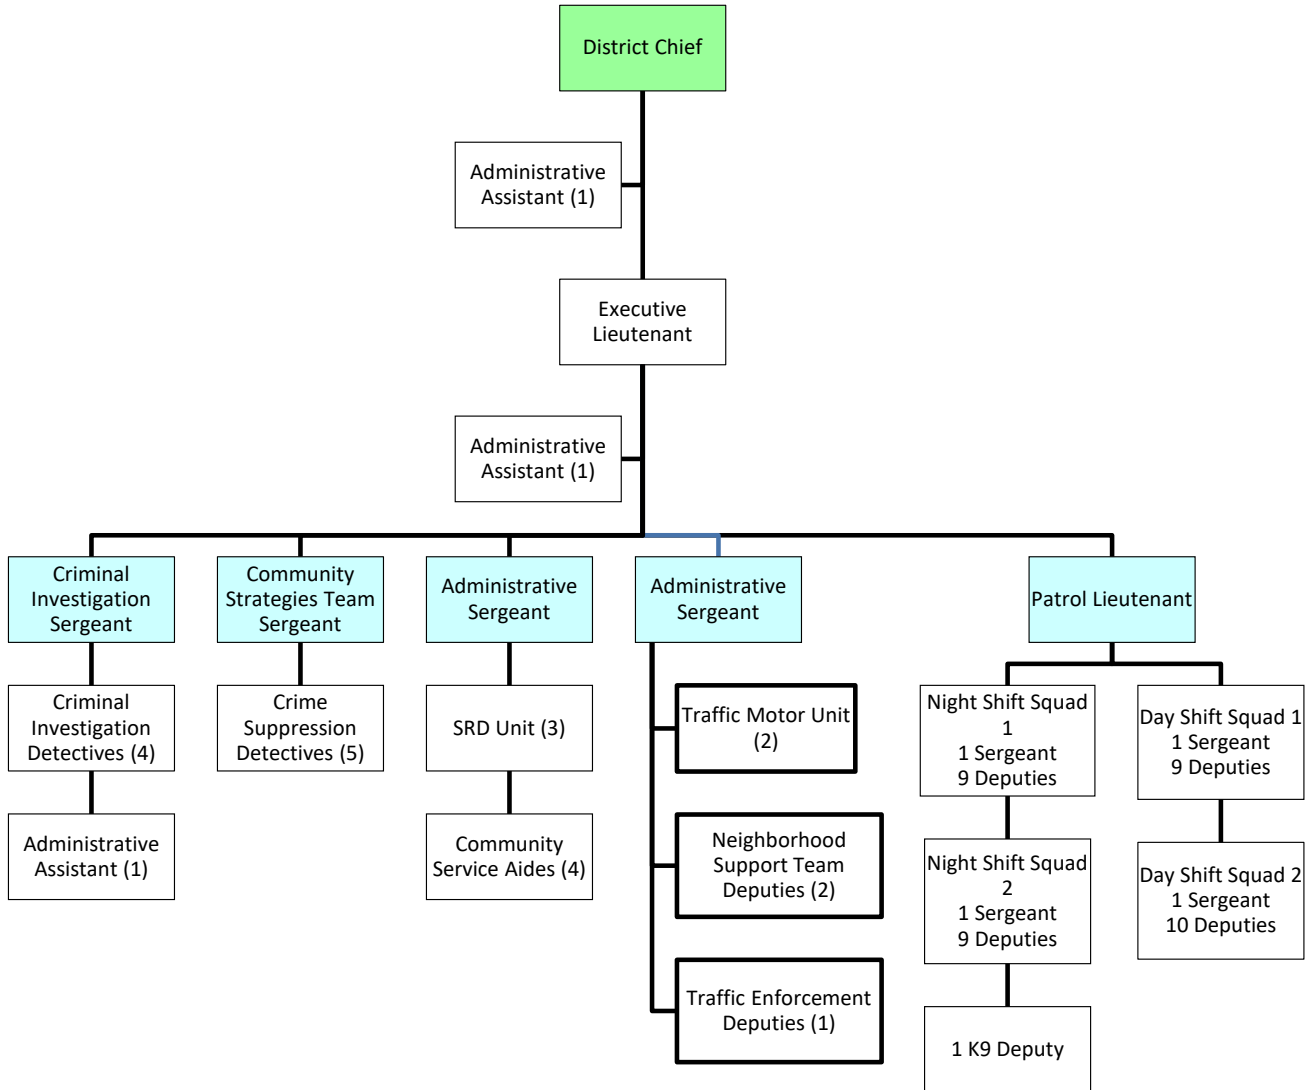 District Chief
Administrative
Assistant (1)
Executive
Lieutenant
Administrative
Assistant (1)
Criminal
Investigation
Sergeant
Community
Strategies Team
Sergeant
Administrative
Sergeant
Administrative
Sergeant
Patrol Lieutenant
Criminal
Investigation
Detectives (4)
Crime
Suppression
Detectives (5)
SRD Unit (3)
Traffic Motor Unit
(2)
Night Shift Squad
1
1 Sergeant
9 Deputies
Day Shift Squad 1
1 Sergeant
9 Deputies
Administrative
Assistant (1)
Community
Service Aides (4)
Neighborhood
Support Team
Deputies (2)
Night Shift Squad
2
1 Sergeant
9 Deputies
Day Shift Squad 2
1 Sergeant
10 Deputies
Traffic Enforcement
Deputies (1)
1 K9 Deputy